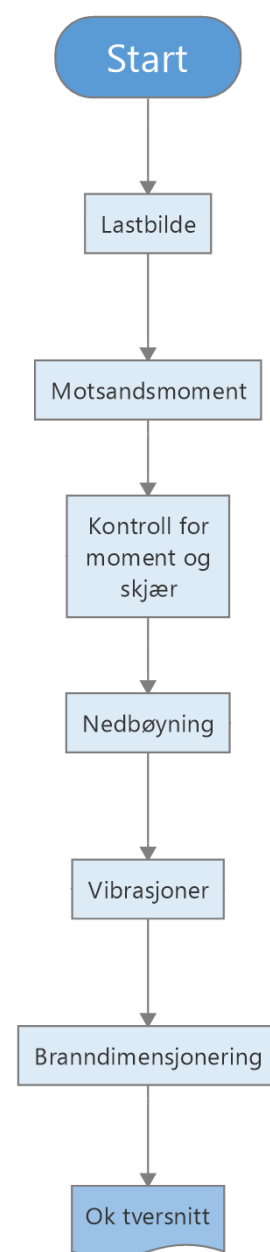 Start
Lastbilde
Motsandsmoment
Kontroll for
moment og
skjær
Nedbøyning
Vibrasjoner
Branndimensjonering
Ok tversnitt